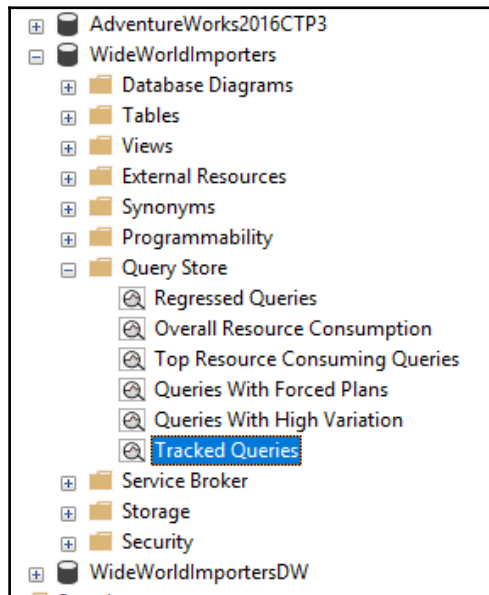 AdventureWorks2016CTP3
WideWorldImporters
Database Diagrams
Tables
Views
External Resources
Synonyms
Programmability
Query Store
Regressed Queries
Overall Resource Consumption
Top Resource Consuming Queries
Queries With Forced Plans
Queries With High Variation
Tracked Queries
Service Broker
Storage
Security
WideWorldImportersDW